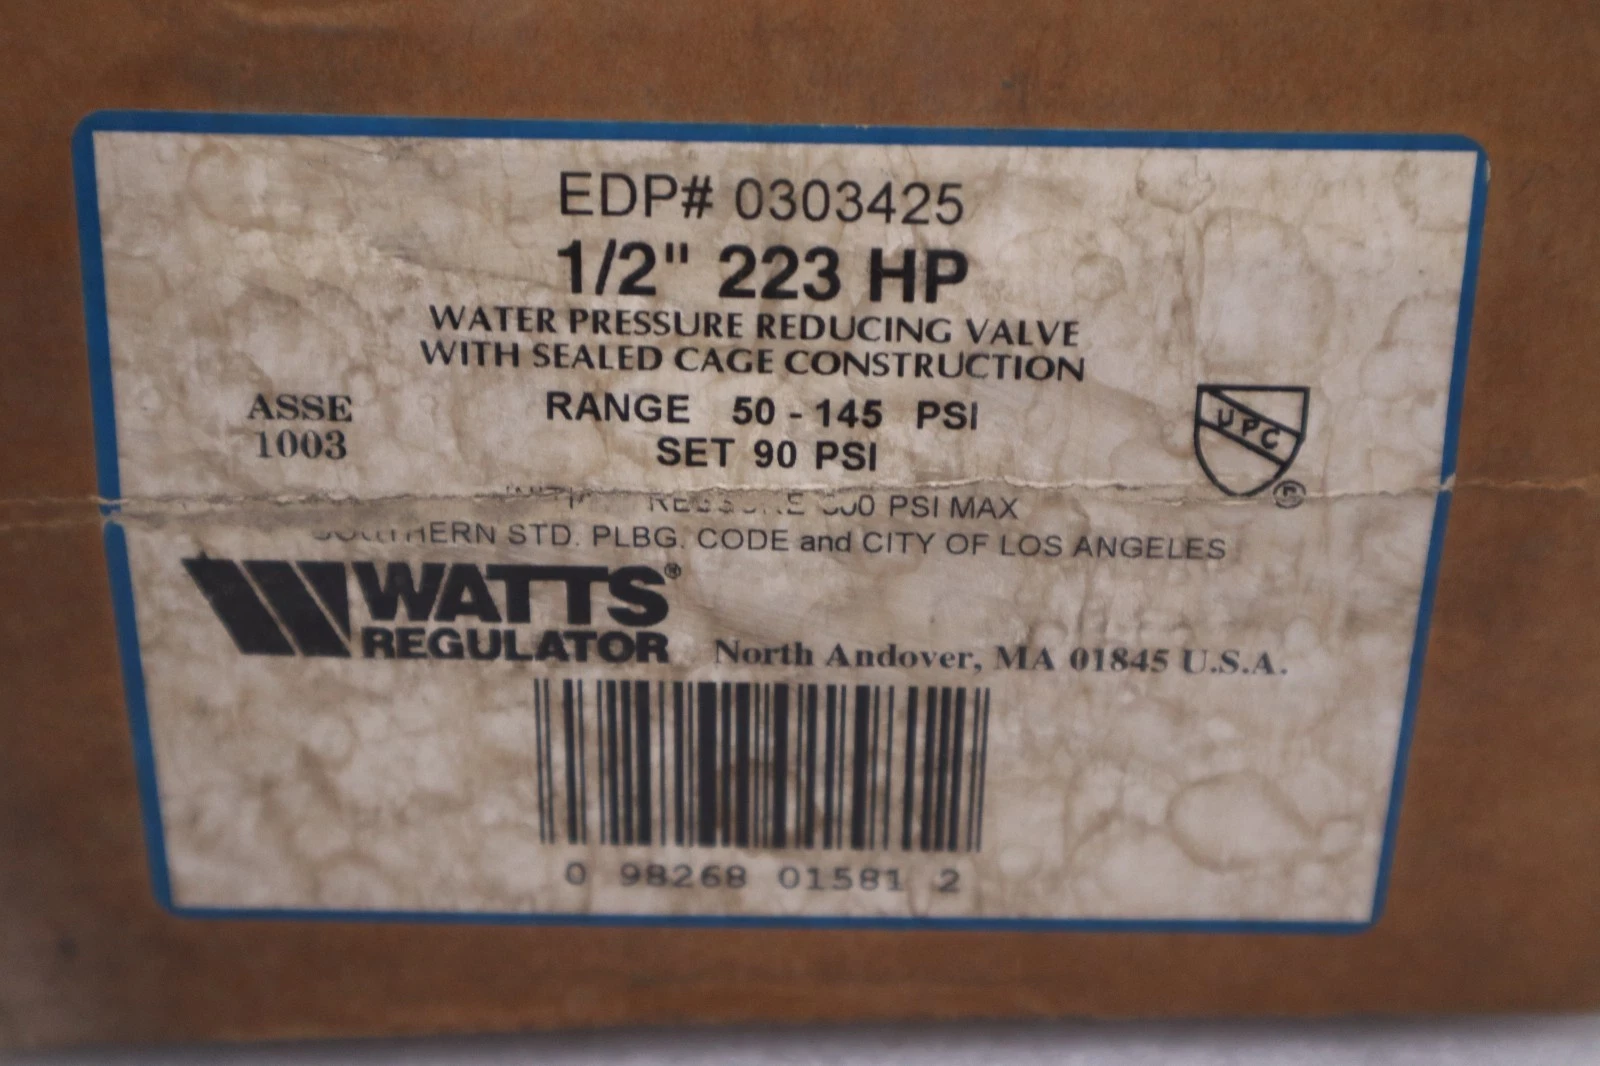 EDP# 0303425
1/2" 223 HP
WATER PRESSURE REDUCING VALVE
WITH SEALED CAGE CONSTRUCTION
ASSE
1003
RANGE 50 - 145 PSI
SET 90 PSI
UPC
®
PSI MAX
STD. PLBG. CODE and CITY OF LOS ANGELES
WATTS®
REGULATOR
North Andover, MA 01845 U.S.A.
0 98268 01581 2